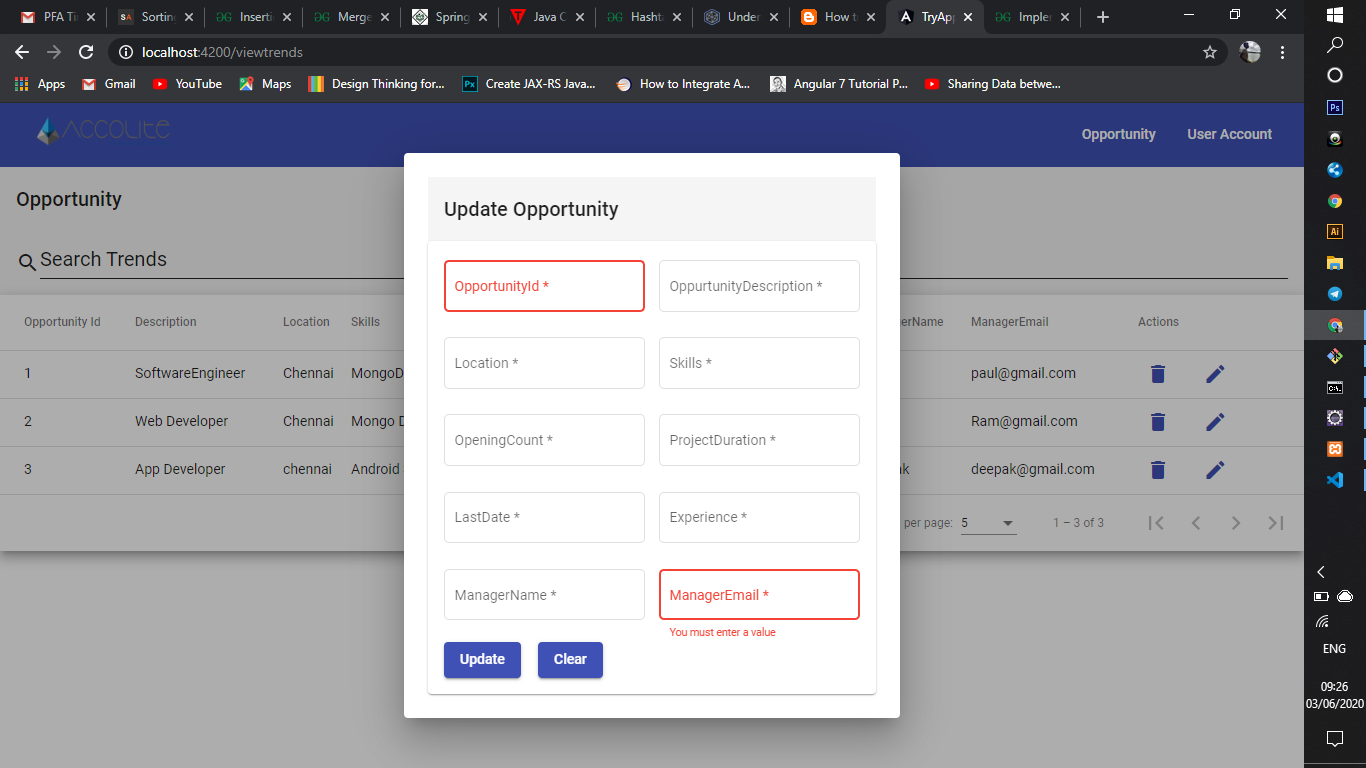 PFA Ti
Sortin
Inserti
Merge
Spring
Java C
Hasht
Under
How t
TryAp
Imple
localhost:4200/viewtrends
Apps
Gmail
YouTube
Maps
Design Thinking for...
Create JAX-RS Java...
How to Integrate A...
Angular 7 Tutorial P...
Sharing Data betwe...
ACCOLITE
Opportunity
User Account
Opportunity
Search Trends
Opportunity Id Description Location Skills erName ManagerEmail Actions
1 SoftwareEngineer Chennai MongoD paul@gmail.com
2 Web Developer Chennai Mongo D Ram@gmail.com
3 App Developer chennai Android ak deepak@gmail.com
per page: 5 1 – 3 of 3
Update Opportunity
OpportunityId * OppurtunityDescription *
Location * Skills *
OpeningCount * ProjectDuration *
LastDate * Experience *
ManagerName * ManagerEmail *
You must enter a value
Update Clear
Ps
Ai
ENG
09:26
03/06/2020